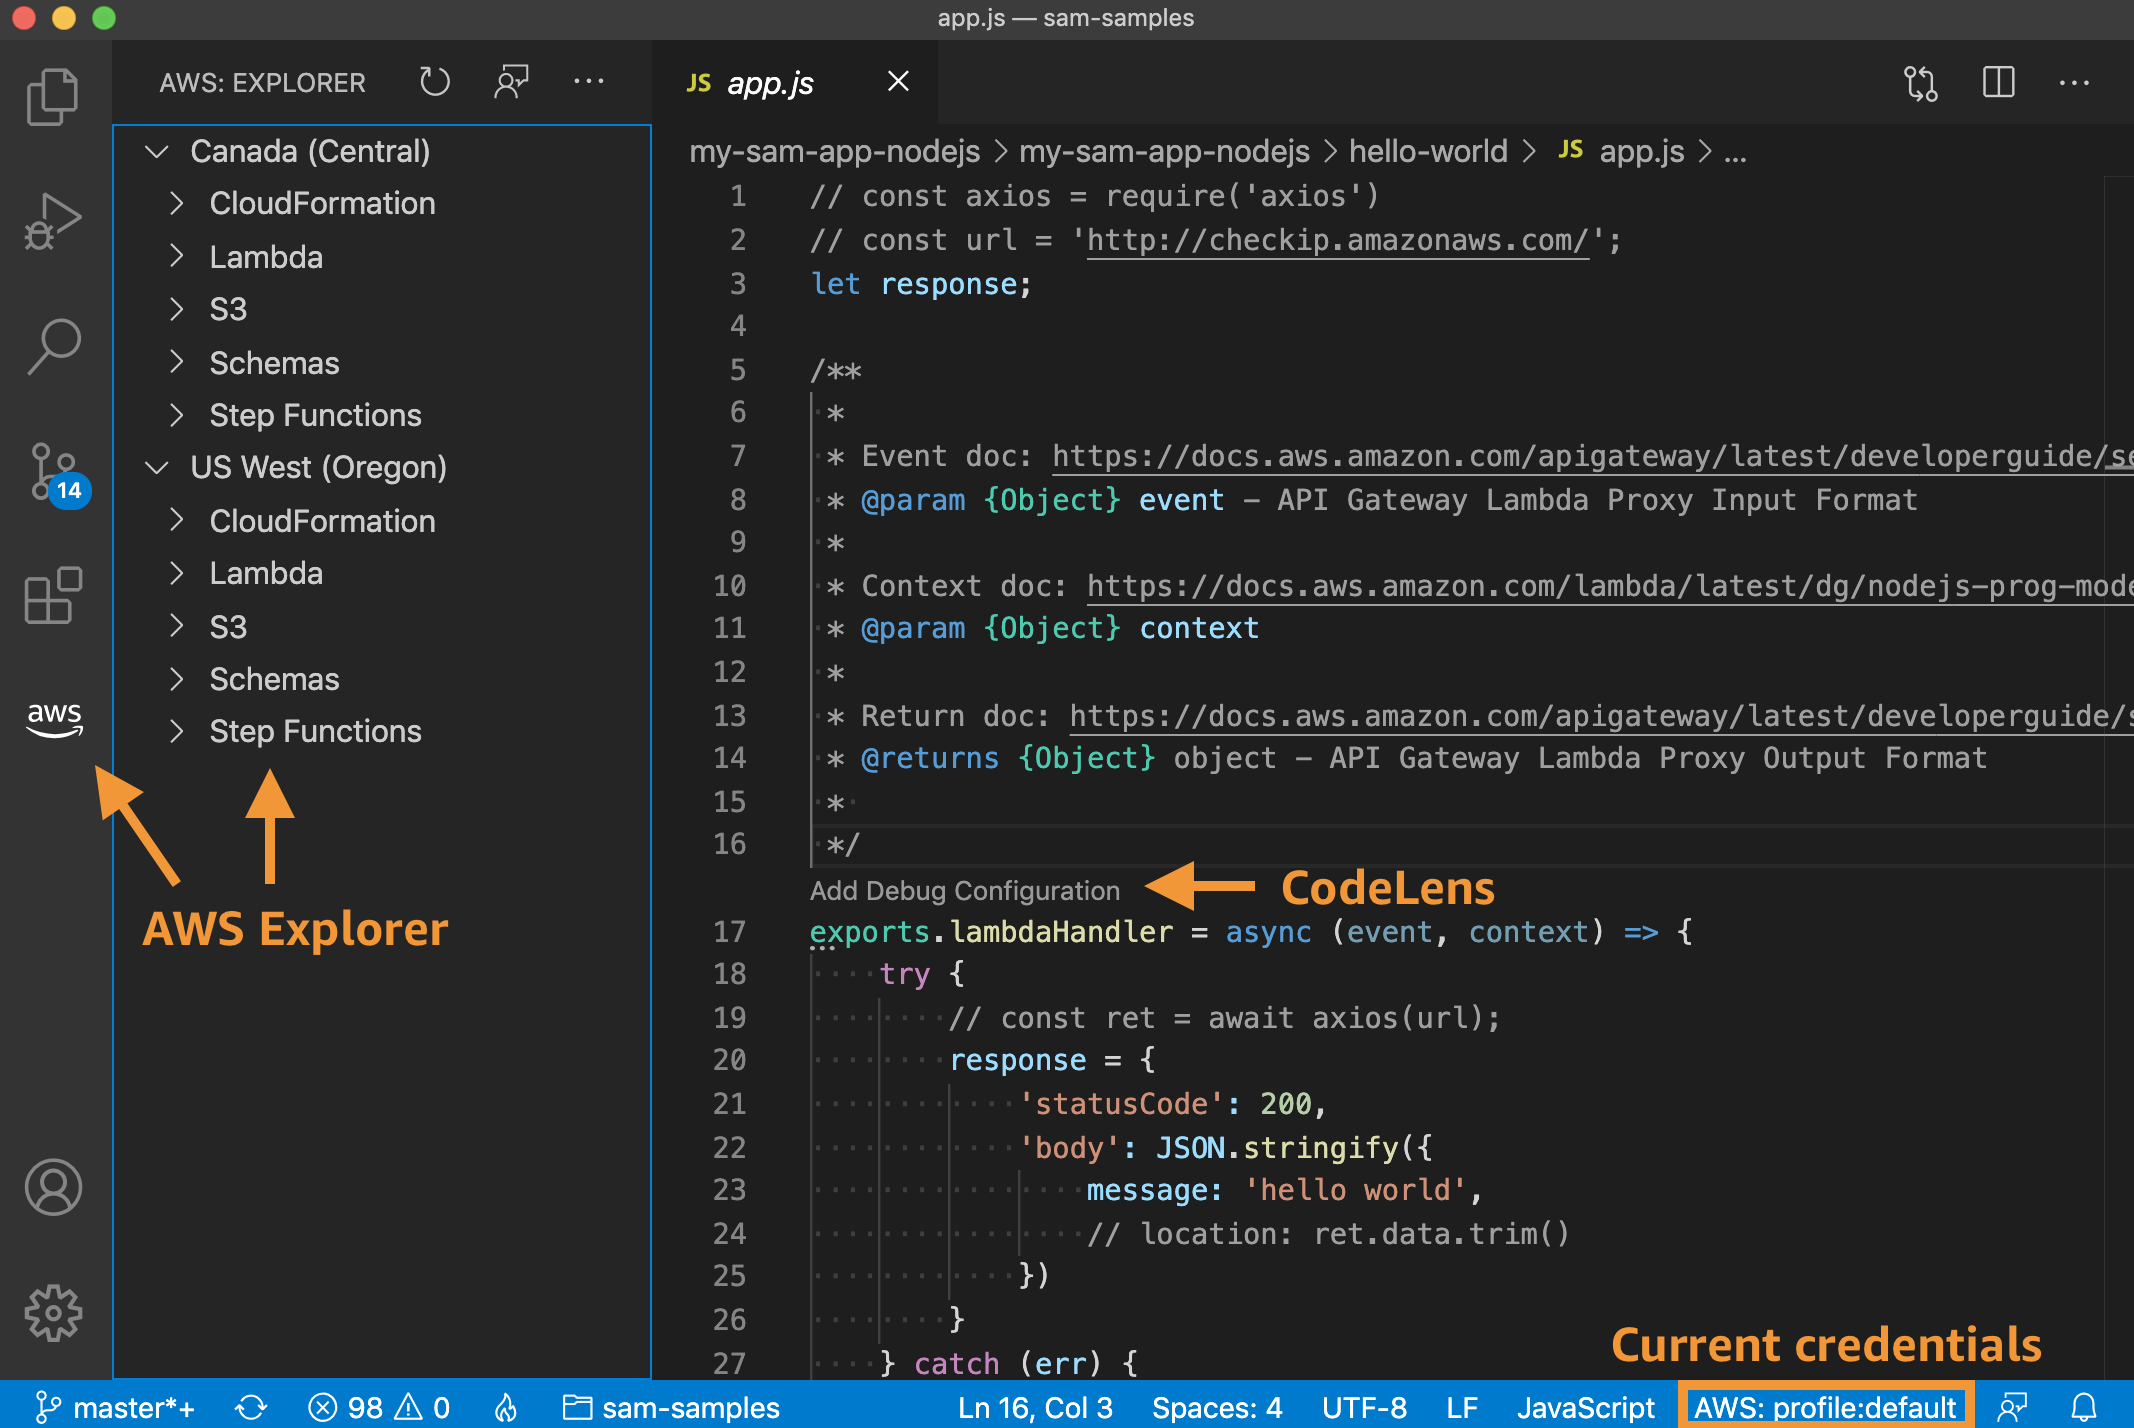 app.js — sam-samples
AWS: EXPLORER
JS app.js
Canada (Central)
CloudFormation
Lambda
S3
Schemas
Step Functions
US West (Oregon)
CloudFormation
Lambda
S3
Schemas
Step Functions
14
aws
AWS Explorer
my-sam-app-nodejs > my-sam-app-nodejs > hello-world > JS app.js > ...
1 // const axios = require('axios')
2 // const url = 'http://checkip.amazonaws.com/';
3 let response;
4
5 /**
6 *
7 * Event doc: https://docs.aws.amazon.com/apigateway/latest/developerguide/se
8 * @param {Object} event - API Gateway Lambda Proxy Input Format
9 *
10 * Context doc: https://docs.aws.amazon.com/lambda/latest/dg/nodejs-prog-mode
11 * @param {Object} context
12 *
13 * Return doc: https://docs.aws.amazon.com/apigateway/latest/developerguide/s
14 * @returns {Object} object - API Gateway Lambda Proxy Output Format
15 *
16 */
Add Debug Configuration
CodeLens
17 exports.lambdaHandler = async (event, context) => {
18 try {
19 // const ret = await axios(url);
20 response = {
21 'statusCode': 200,
22 'body': JSON.stringify({
23 message: 'hello world',
24 // location: ret.data.trim()
25 })
26 }
27 } catch (err) {
Current credentials
master*+ 98 0 sam-samples Ln 16, Col 3 Spaces: 4 UTF-8 LF JavaScript AWS: profile:default